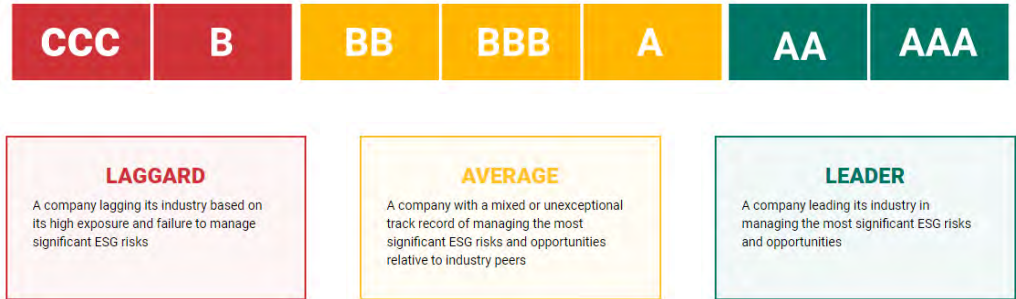 CCC B BB BBB A AA AAA
LAGGARD
A company lagging its industry based on
its high exposure and failure to manage
significant ESG risks
AVERAGE
A company with a mixed or unexceptional
track record of managing the most
significant ESG risks and opportunities
relative to industry peers
LEADER
A company leading its industry in
managing the most significant ESG risks
and opportunities